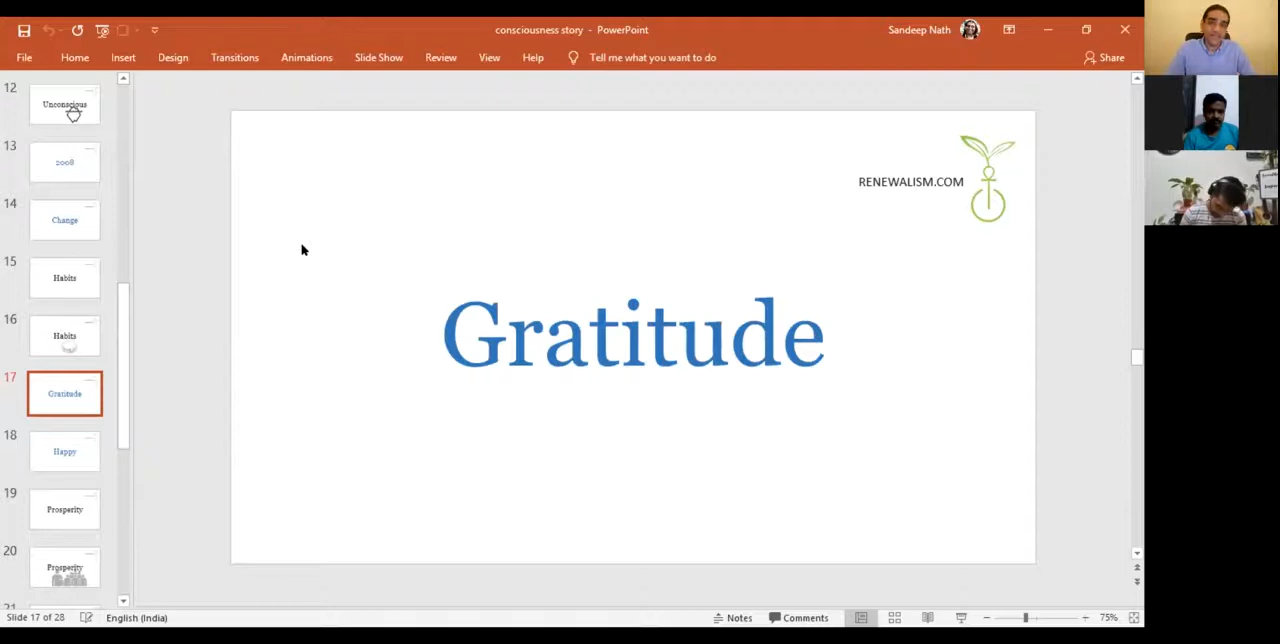 consciousness story - PowerPoint
Sandeep Nath
File Home Insert Design Transitions Animations Slide Show Review View Help Tell me what you want to do Share
12
Unconscious
13
2008
14
Change
15
Habits
16
Habits
17
Gratitude
18
Happy
19
Prosperity
20
Prosperity
21
RENEWALISM.COM
Gratitude
Slide 17 of 28 English (India) Notes Comments 75%